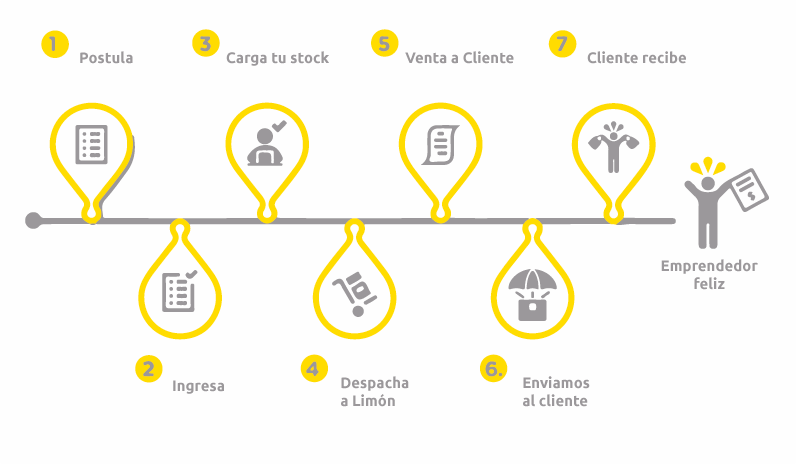 1
Postula
2
Ingresa
3
Carga tu stock
4
Despacha
a Limón
5
Venta a Cliente
6.
Enviamos
al cliente
7
Cliente recibe
$
Emprendedor
feliz